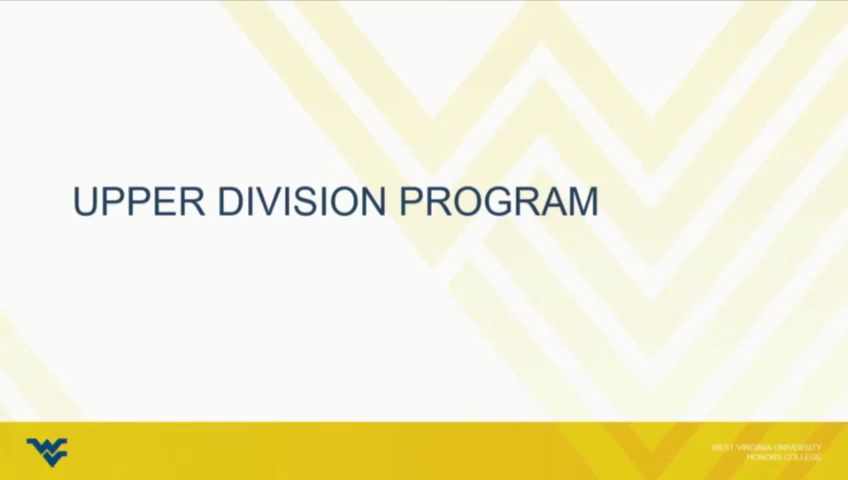 UPPER DIVISION PROGRAM
WEST VIRGINIA UNIVERSITY
HONORS COLLEGE